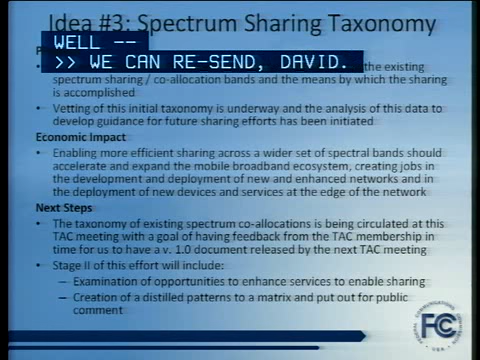 Idea #3: Spectrum Sharing Taxonomy
WELL --
>> WE CAN RE-SEND, DAVID.
the existing
spectrum sharing / co-allocation bands and the means by which the sharing
is accomplished
• Vetting of this initial taxonomy is underway and the analysis of this data to
develop guidance for future sharing efforts has been initiated
Economic Impact
• Enabling more efficient sharing across a wider set of spectral bands should
accelerate and expand the mobile broadband ecosystem, creating jobs in
the development and deployment of new and enhanced networks and in
the deployment of new devices and services at the edge of the network
Next Steps
• The taxonomy of existing spectrum co-allocations is being circulated at this
TAC meeting with a goal of having feedback from the TAC membership in
time for us to have a v. 1.0 document released by the next TAC meeting
• Stage II of this effort will include:
— Examination of opportunities to enhance services to enable sharing
— Creation of a distilled patterns to a matrix and put out for public
comment
FEDERAL COMMUNICATIONS COMMISSION
FCC
USA